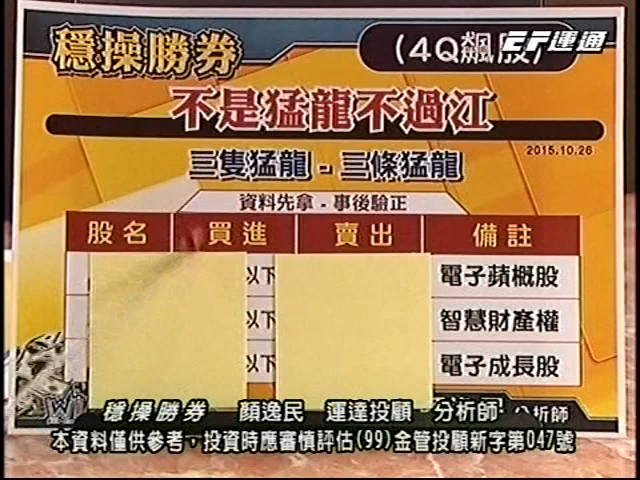 穩操勝券
(4Q飆股)
EF運通
不是猛龍不過江
2015.10.26
三隻猛龍 - 三條猛龍
資料先拿 - 事後驗正
股名 買進 賣出 備註
以下 電子蘋概股
以下 智慧財產權
以下 電子成長股
分析師
穩操勝券 顏逸民 運達投顧 分析師
本資料僅供參考，投資時應審慎評估(99)金管投顧新字第047號